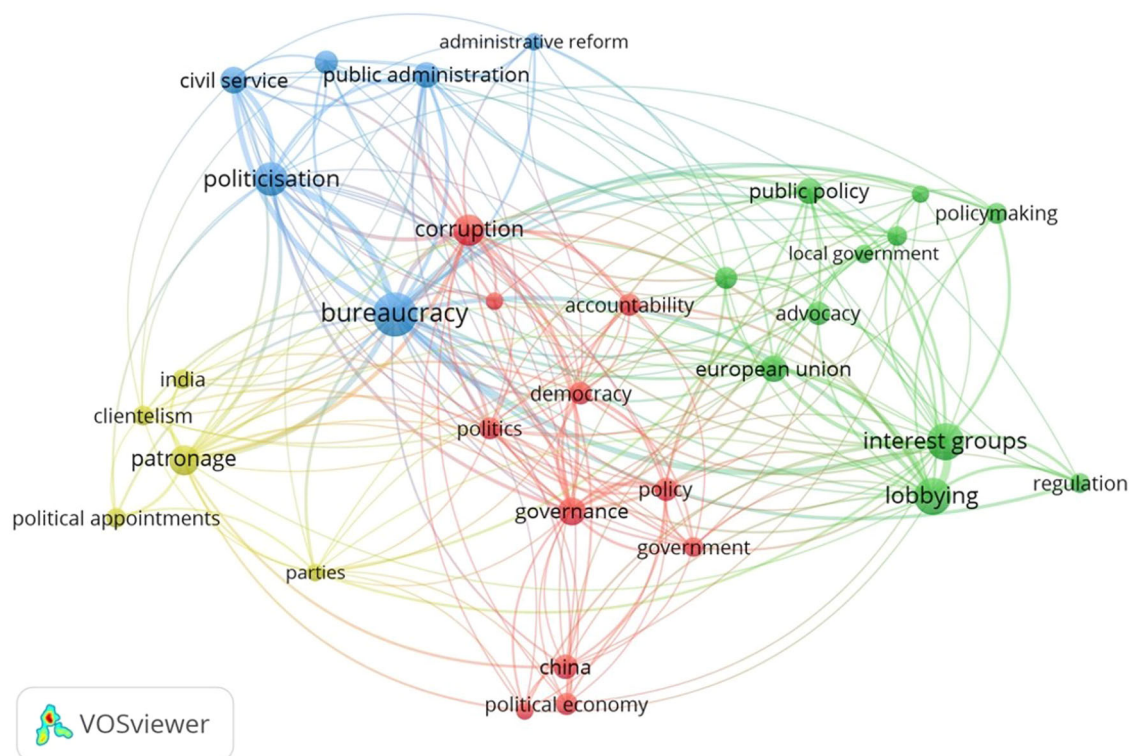 administrative reform
civil service
public administration
politicisation
public policy
policymaking
corruption
local government
accountability
bureaucracy
advocacy
european union
india
democracy
clientelism
politics
interest groups
patronage
regulation
policy
lobbying
governance
political appointments
government
parties
china
political economy
VOSviewer